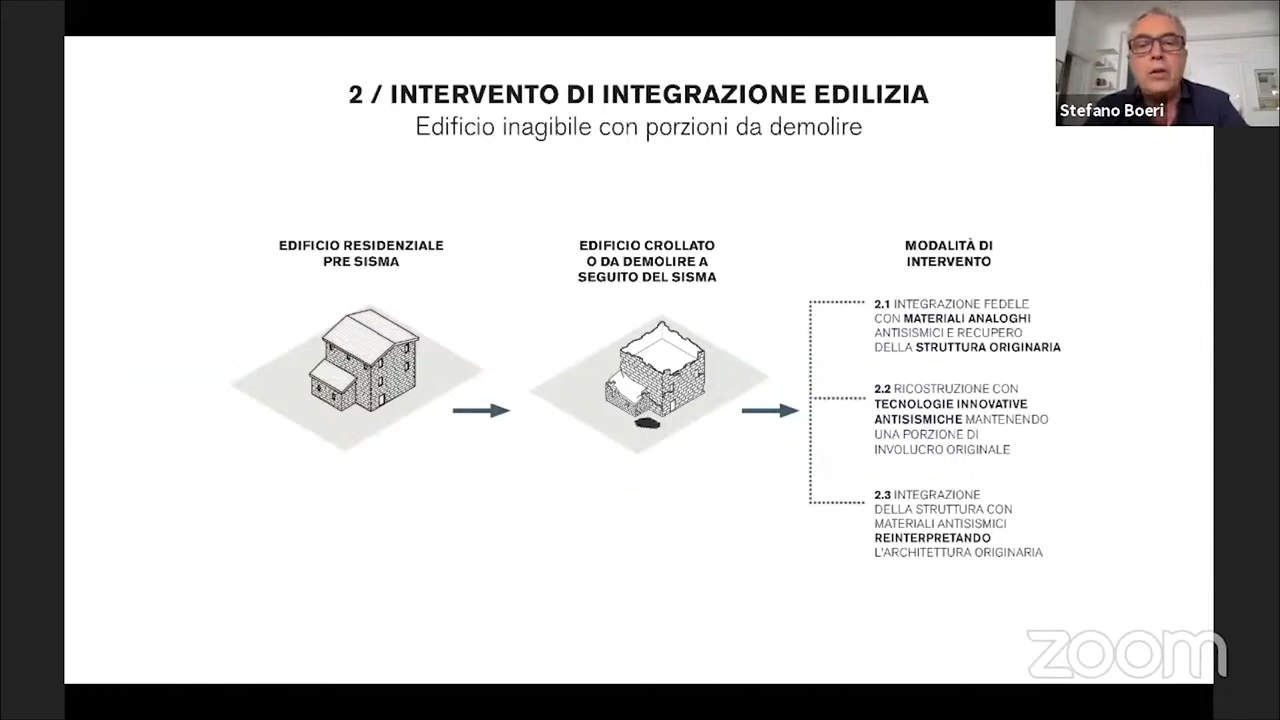 2 / INTERVENTO DI INTEGRAZIONE EDILIZIA
Edificio inagibile con porzioni da demolire
Stefano Boeri
EDIFICIO RESIDENZIALE
PRE SISMA
EDIFICIO CROLLATO
O DA DEMOLIRE A
SEGUITO DEL SISMA
MODALITÀ DI
INTERVENTO
2.1 INTEGRAZIONE FEDELE
CON MATERIALI ANALOGHI
ANTISISMICI E RECUPERO
DELLA STRUTTURA ORIGINARIA
2.2 RICOSTRUZIONE CON
TECNOLOGIE INNOVATIVE
ANTISISMICHE MANTENENDO
UNA PORZIONE DI
INVOLUCRO ORIGINALE
2.3 INTEGRAZIONE
DELLA STRUTTURA CON
MATERIALI ANTISISMICI
REINTERPRETANDO
L'ARCHITETTURA ORIGINARIA
zoom